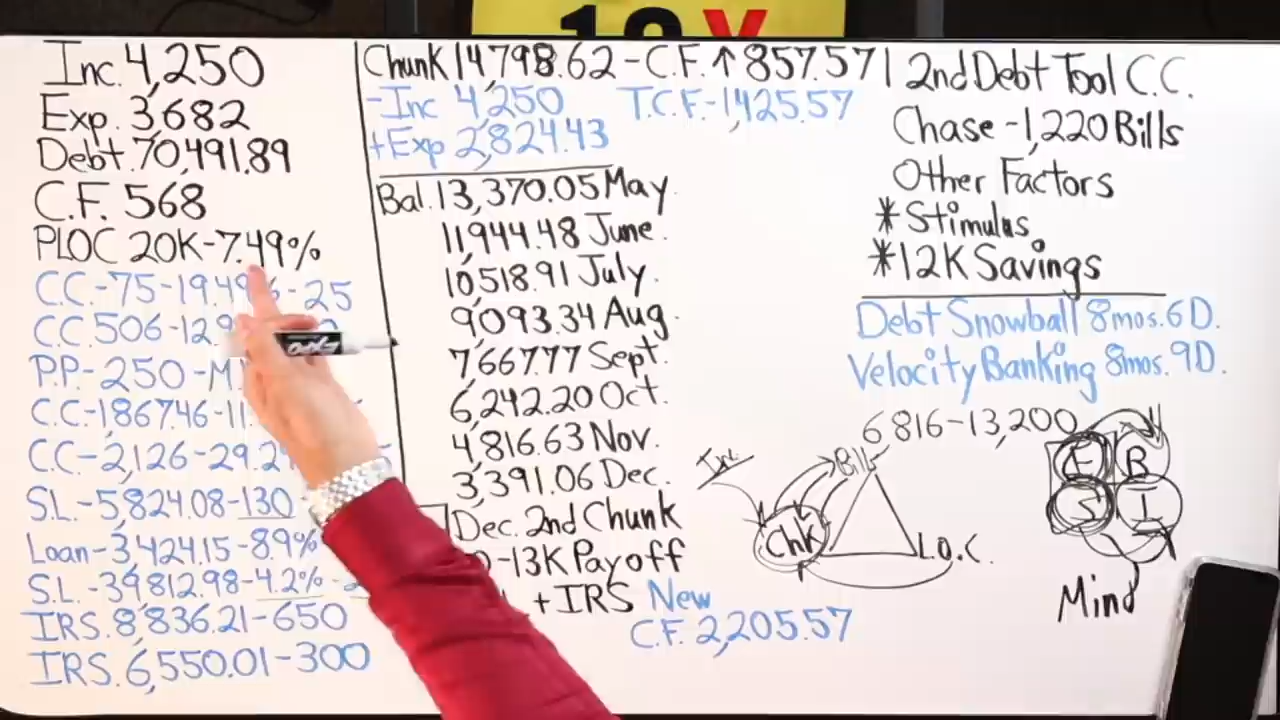 10 X
Inc. 4,250
Exp. 3,682
Debt. 70,491.89
C.F. 568
PLOC 20K-7.49%
C.C.-75-19.49%-25
C.C. 506-12.9
P.P.-250-M
C.C.-1,867.46-11.
C.C.-2,126-29.2
S.L.-5,824.08-130
Loan-3,424.15-8.9%
S.L.-39,812.98-4.2%
IRS. 8,836.21-650
IRS. 6,550.01-300
Chunk 14,798.62 - C.F. ↑ 857.57
-Inc 4,250 T.C.F.-1,425.57
+Exp 2,824.43
Bal. 13,370.05 May
11,944.48 June
10,518.91 July
9,093.34 Aug.
7,667.77 Sept.
6,242.20 Oct.
4,816.63 Nov.
3,391.06 Dec.
Dec. 2nd Chunk
-13K Payoff
+IRS New
C.F. 2,205.57
2nd Debt Tool C.C.
Chase -1,220 Bills
Other Factors
*Stimulus
*12K Savings
Debt Snowball 8mos. 6D.
Velocity Banking 8mos. 9D.
6,816-13,200
Inc
Bill
Chk
L.O.C.
E B
S I
Mind